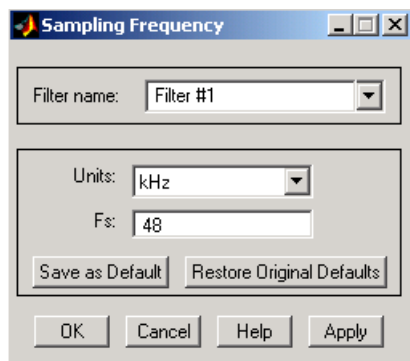 Sampling Frequency
Filter name: Filter #1
Units: kHz
Fs: 48
Save as Default Restore Original Defaults
OK Cancel Help Apply